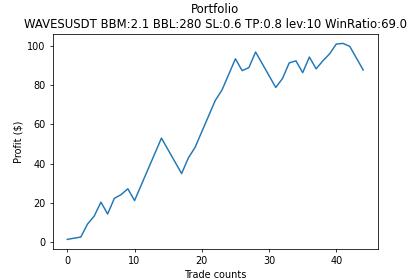 Portfolio
WAVESUSDT BBM:2.1 BBL:280 SL:0.6 TP:0.8 lev:10 WinRatio:69.0
100
80
60
40
20
0
Profit ($)
0 10 20 30 40
Trade counts